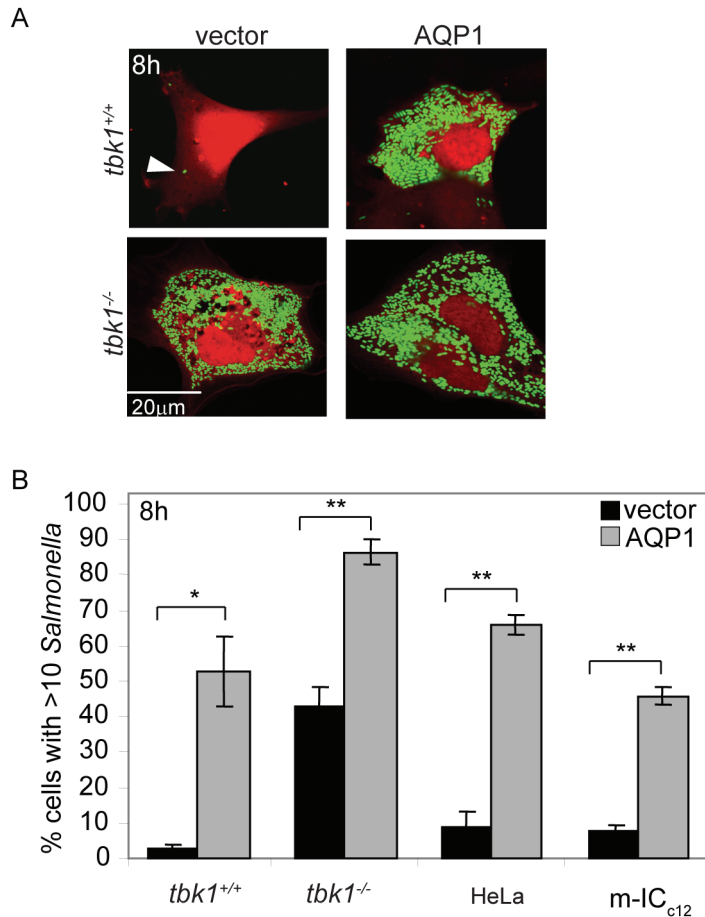 A
vector AQP1
8h
tbk1+/+
tbk1-/-
20μm
B
8h
vector
AQP1
% cells with >10 Salmonella
100
90
80
70
60
50
40
30
20
10
0
*
**
**
**
tbk1+/+ tbk1-/- HeLa m-ICc12